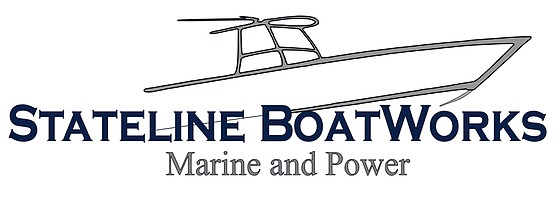 STATELINE BOATWORKS
Marine and Power